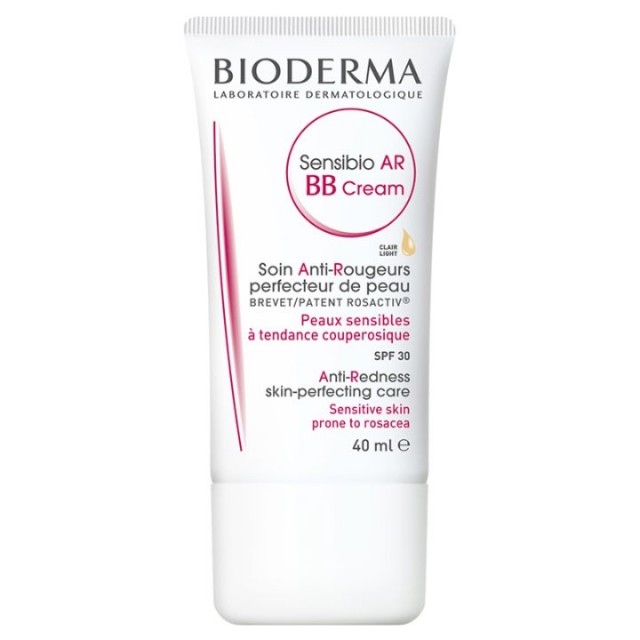 BIODERMA
LABORATOIRE DERMATOLOGIQUE
Sensibio AR
BB Cream
CLAIR
LIGHT
Soin Anti-Rougeurs
perfecteur de peau
BREVET/PATENT ROSACTIV®
Peaux sensibles
à tendance couperosique
SPF 30
Anti-Redness
skin-perfecting care
Sensitive skin
prone to rosacea
40 ml ℮